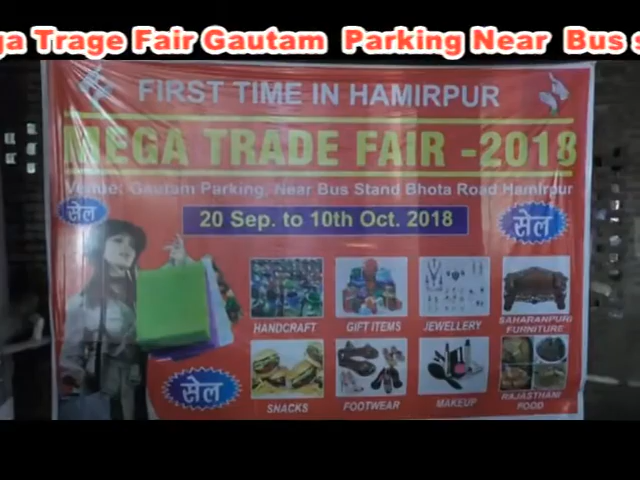 ga Trage Fair Gautam Parking Near Bus s
FIRST TIME IN HAMIRPUR
MEGA TRADE FAIR -2018
Venue: Gautam Parking, Near Bus Stand Bhota Road Hamirpur
सेल
20 Sep. to 10th Oct. 2018
सेल
HANDCRAFT
GIFT ITEMS
JEWELLERY
SAHARANPURI
FURNITURE
सेल
SNACKS
FOOTWEAR
MAKEUP
RAJASTHANI
FOOD